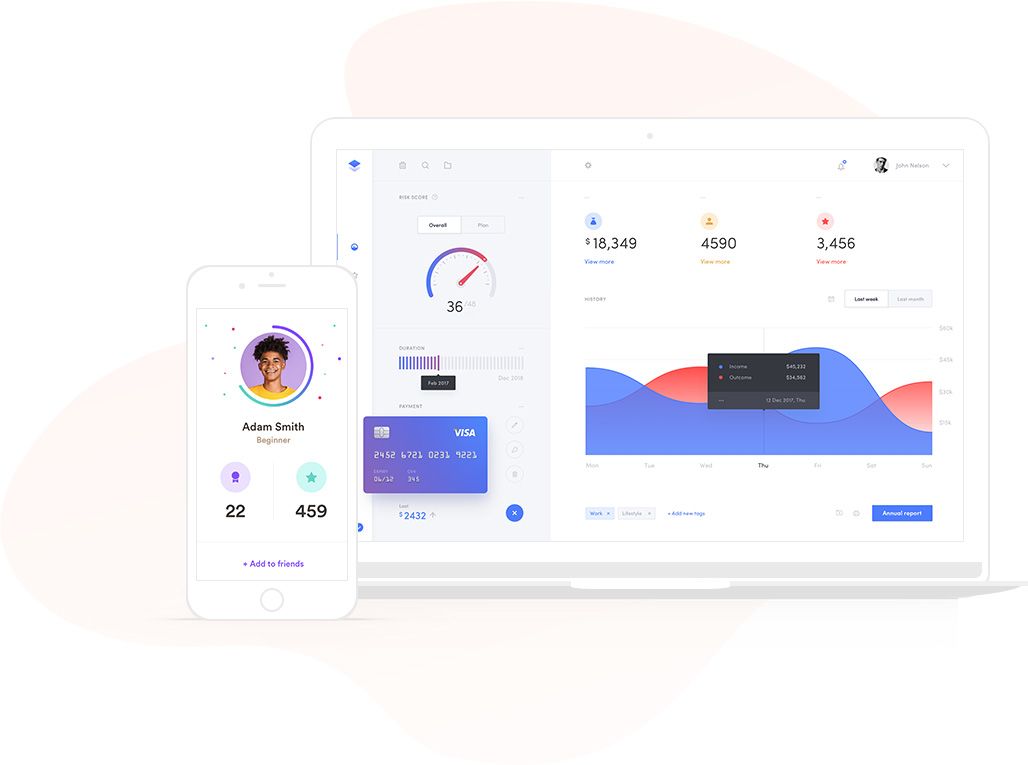 John Nelson
RISK SCORE
Overall
Plan
36 /48
$ 18,349
View more
4590
View more
3,456
View more
HISTORY
Last week
Last month
$60k
$45k
$30k
$15k
Income $45,232
Outcome $34,562
12 Dec 2017, Thu
Mon Tue Wed Thu Fri Sat Sun
DURATION
Feb 2017
Dec 2018
PAYMENT
VISA
2452 6721 0231 9221
EXPIRY CVV
06/12 345
Last
$ 2432
Work ×
Lifestyle ×
+ Add new tags
Annual report
Adam Smith
Beginner
22
459
+ Add to friends